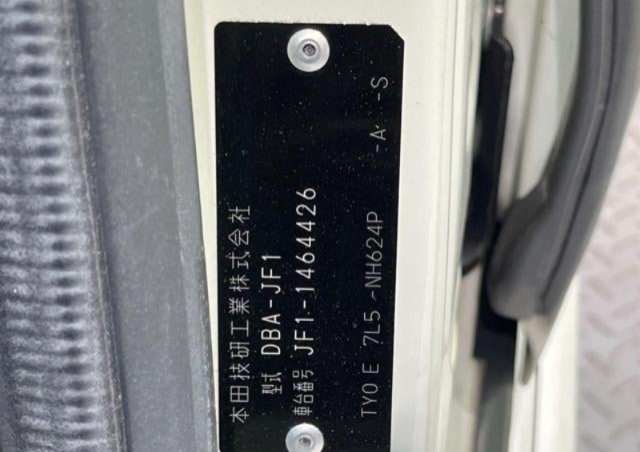 本田技研工業株式会社
型式 DBA-JF1
車台番号 JF1-1464426
TY0 E 7L5 -NH624P -A -S